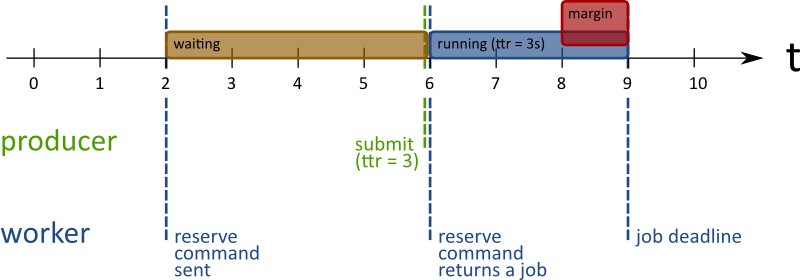 margin
waiting
running (ttr = 3s)
t
0 1 2 3 4 5 6 7 8 9 10
producer
submit
(ttr = 3)
worker
reserve
command
sent
reserve
command
returns a job
job deadline